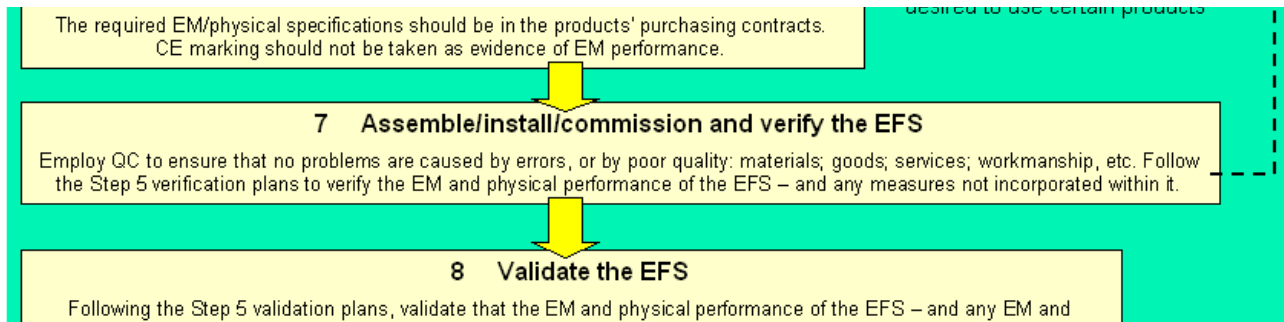 desired to use certain products
The required EM/physical specifications should be in the products' purchasing contracts.
CE marking should not be taken as evidence of EM performance.
7 Assemble/install/commission and verify the EFS
Employ QC to ensure that no problems are caused by errors, or by poor quality: materials; goods; services; workmanship, etc. Follow
the Step 5 verification plans to verify the EM and physical performance of the EFS – and any measures not incorporated within it.
8 Validate the EFS
Following the Step 5 validation plans, validate that the EM and physical performance of the EFS – and any EM and